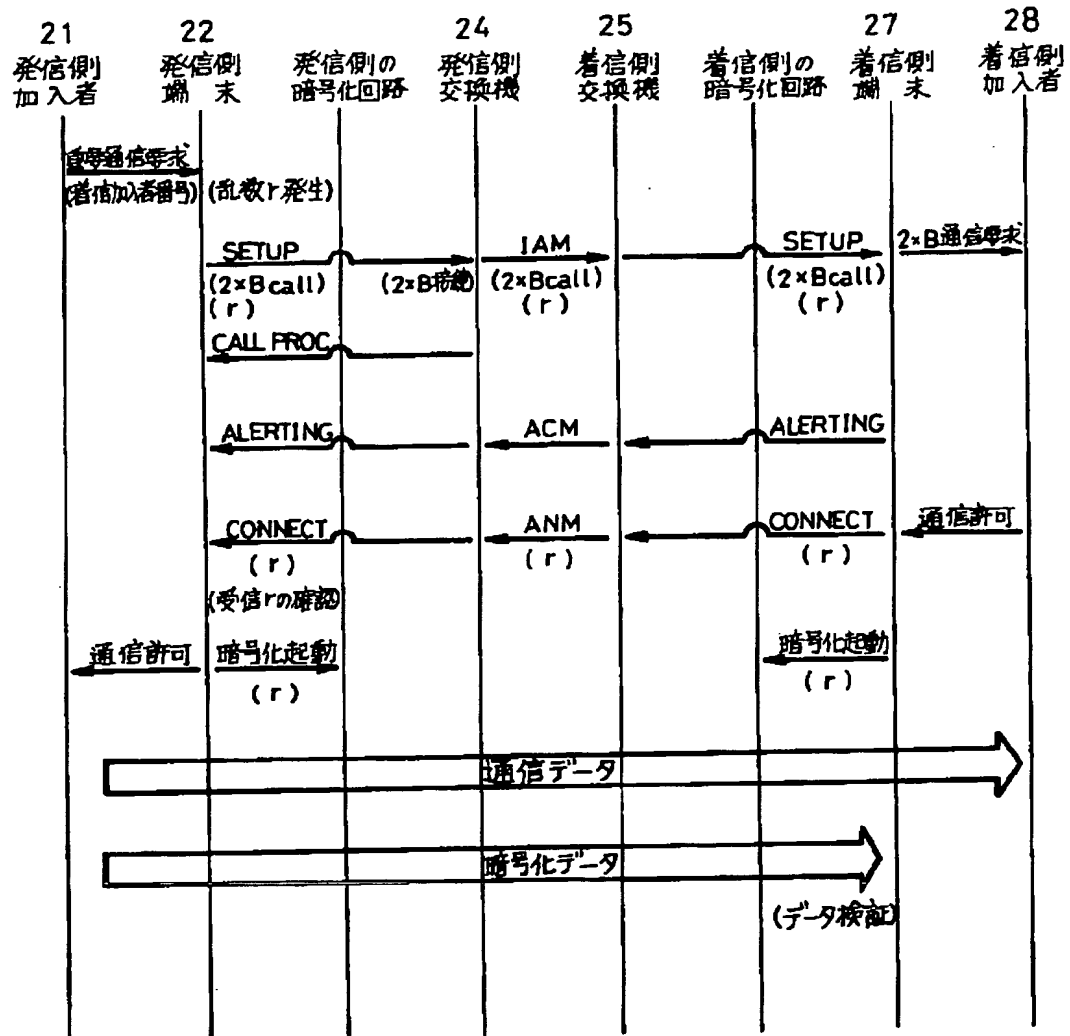 21
22
24
25
27
28
発信側
加入者
発信側
端末
発信側の
暗号化回路
発信側
交換機
着信側
交換機
着信側の
暗号化回路
着信側
端末
着信側
加入者
重要通信要求
(着信加入者番号)
(乱数r発生)
SETUP
IAM
SETUP
2×B通信要求
(2×Bcall)
(2×B接続)
(2×Bcall)
(2×Bcall)
(r)
(r)
(r)
CALL PROC
ALERTING
ACM
ALERTING
CONNECT
ANM
CONNECT
通信許可
(r)
(r)
(r)
(受信rの確認)
通信許可
暗号化起動
暗号化起動
(r)
(r)
通信データ
暗号化データ
(データ検証)